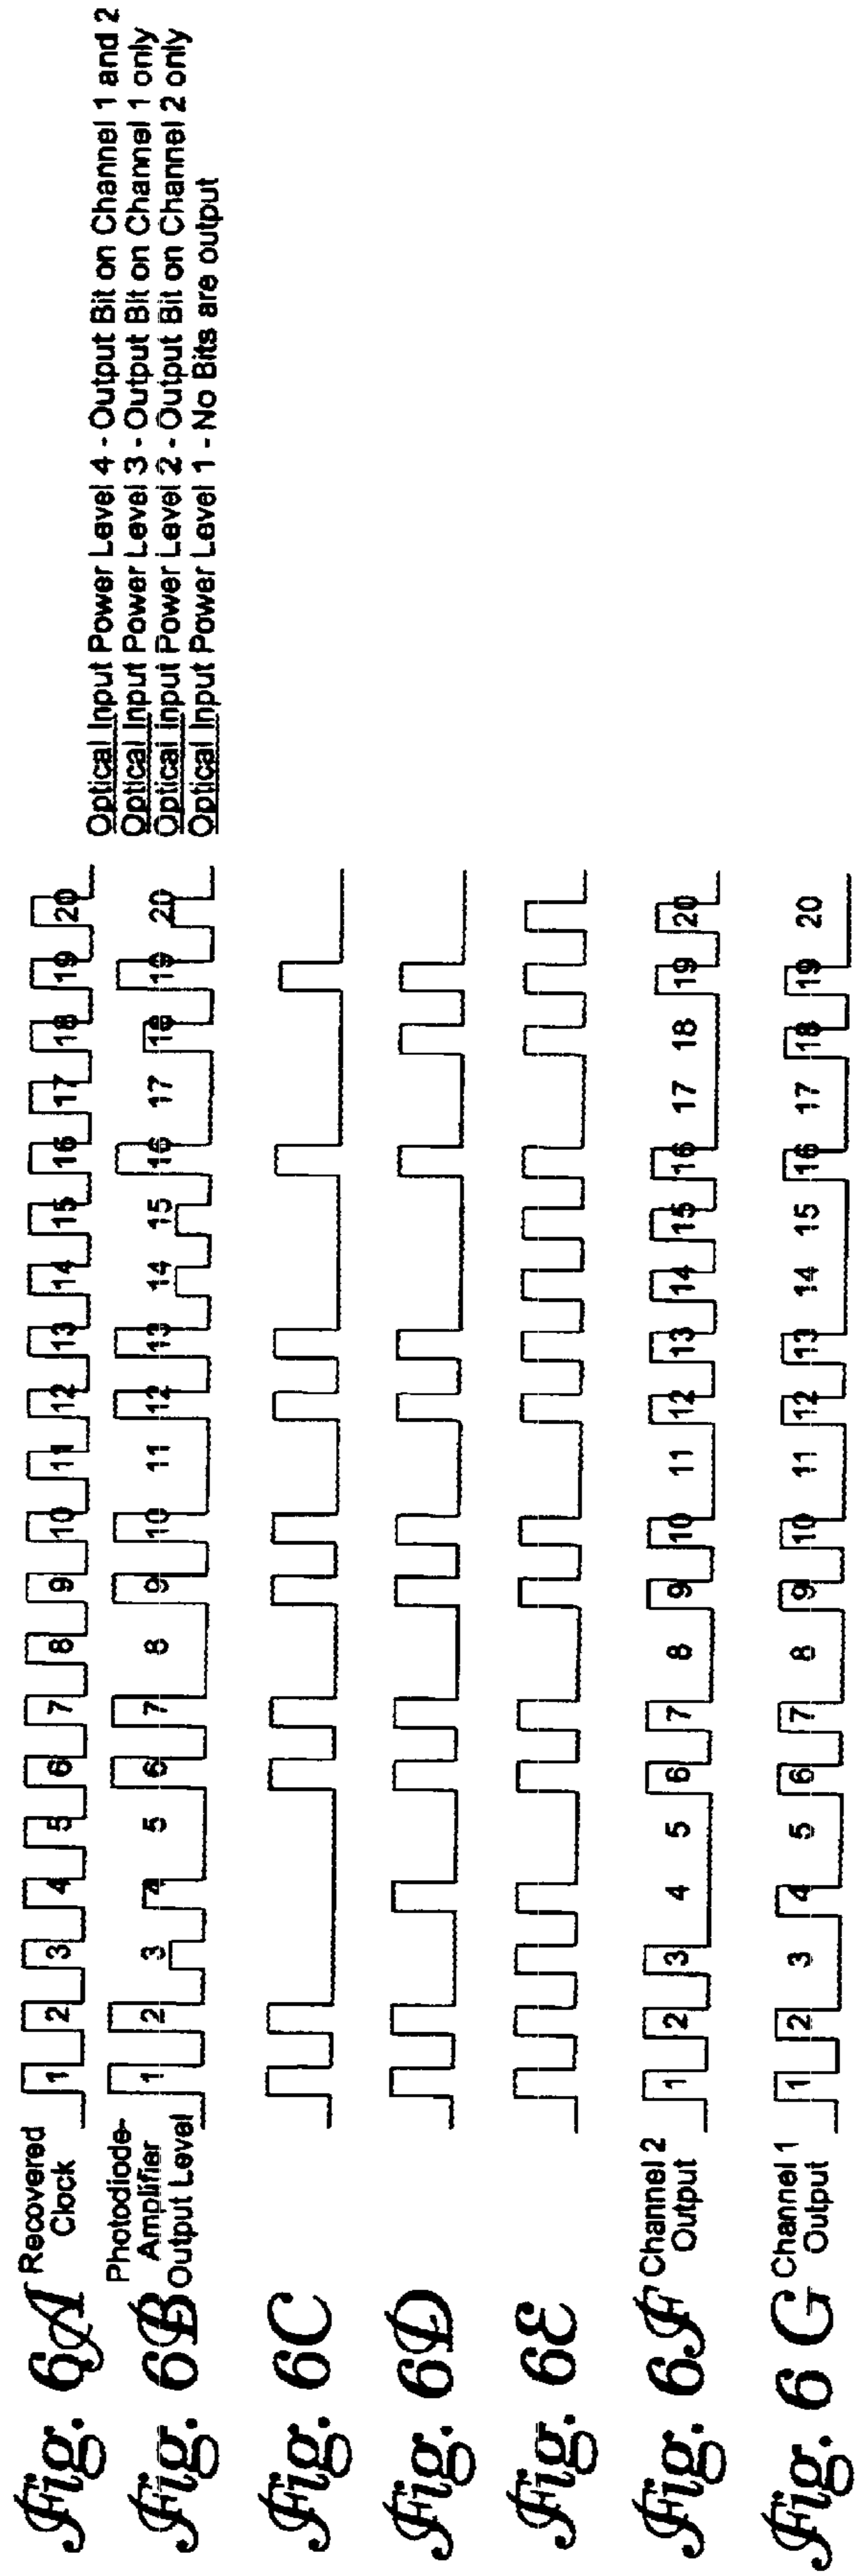 Fig. 6A Recovered Clock
1 2 3 4 5 6 7 8 9 10 11 12 13 14 15 16 17 18 19 20
Optical Input Power Level 4 - Output Bit on Channel 1 and 2
Optical Input Power Level 3 - Output Bit on Channel 1 only
Optical input Power Level 2 - Output Bit on Channel 2 only
Optical Input Power Level 1 - No Bits are output
Fig. 6B Photodiode-Amplifier Output Level
1 2 3 4 5 6 7 8 9 10 11 12 13 14 15 16 17 18 19 20
Fig. 6C
Fig. 6D
Fig. 6E
Fig. 6F Channel 2 Output
1 2 3 4 5 6 7 8 9 10 11 12 13 14 15 16 17 18 19 20
Fig. 6 G Channel 1 Output
1 2 3 4 5 6 7 8 9 10 11 12 13 14 15 16 17 18 19 20